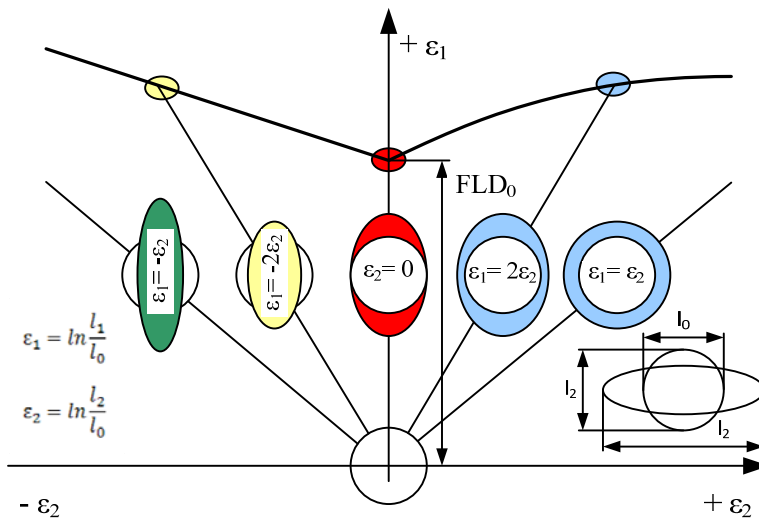 + ε₁
FLD₀
ε₁= -ε₂
ε₁= -2ε₂
ε₂= 0
ε₁= 2ε₂
ε₁= ε₂
ε₁ = ln l₁/l₀
ε₂ = ln l₂/l₀
l₀
l₂
l₂
- ε₂
+ ε₂